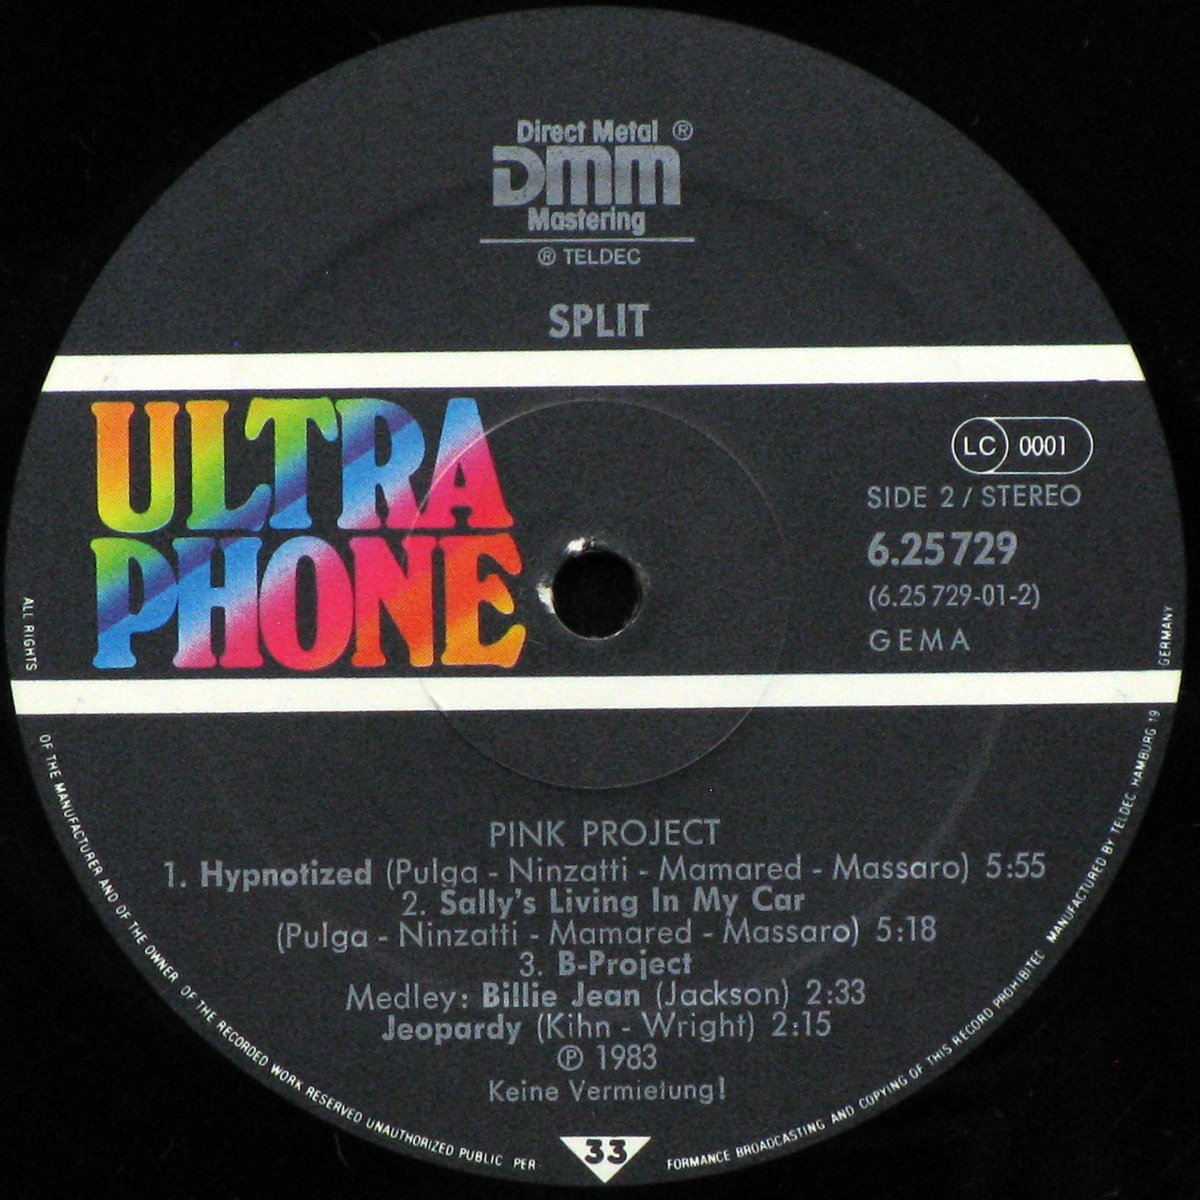 Direct Metal ®
DMM
Mastering
® TELDEC
SPLIT
ULTRA
PHONE
LC 0001
SIDE 2 / STEREO
6.25729
(6.25 729-01-2)
GEMA
PINK PROJECT
1. Hypnotized (Pulga - Ninzatti - Mamared - Massaro) 5:55
2. Sally's Living In My Car
(Pulga - Ninzatti - Mamared - Massaro) 5:18
3. B-Project
Medley: Billie Jean (Jackson) 2:33
Jeopardy (Kihn - Wright) 2:15
℗ 1983
Keine Vermietung!
33
ALL RIGHTS OF THE MANUFACTURER AND OF THE OWNER OF THE RECORDED WORK RESERVED UNAUTHORIZED PUBLIC PER- FORMANCE BROADCASTING AND COPYING OF THIS RECORD PROHIBITED MANUFACTURED BY TELDEC HAMBURG 19 GERMANY